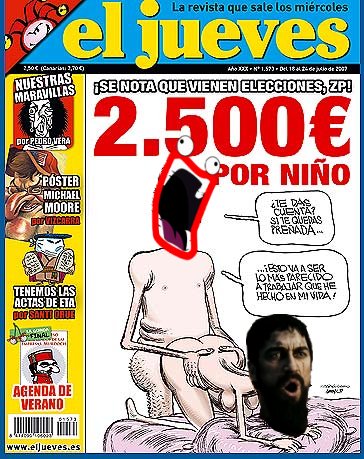 La revista que sale los miércoles
el jueves
2,50 € (Canarias: 2,70 €)
Año XXX • Nº 1.573 • Del 18 al 24 de julio de 2007
¡SE NOTA QUE VIENEN ELECCIONES, ZP!
2.500€
POR NIÑO
NUESTRAS
MARAVILLAS
por PEDRO VERA
PÓSTER
MICHAEL
MOORE
por VIZCARRA
TENEMOS LAS
ACTAS DE ETA
por SANTI ORUE
AGENDA DE
VERANO
¿TE DAS
CUENTA?
SI TE QUEDAS
PREÑADA...
...¡ESTO VA A SER
LO MÁS PARECIDO
A TRABAJAR QUE HE
HECHO EN MI VIDA!
01573
www.eljueves.es